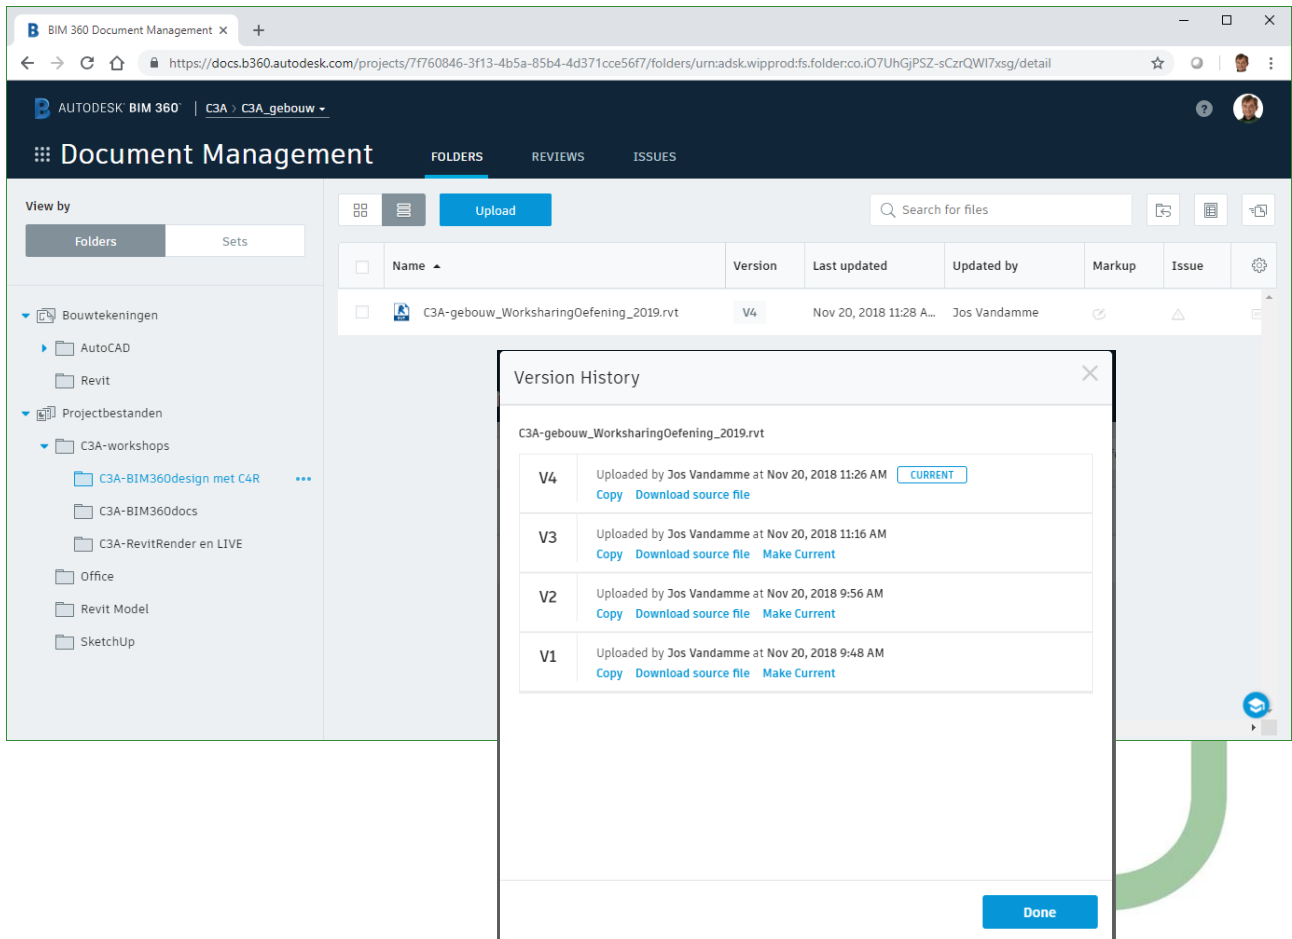 BIM 360 Document Management
https://docs.b360.autodesk.com/projects/7f760846-3f13-4b5a-85b4-4d371cce56f7/folders/urn:adsk.wipprod:fs.folder:co.iO7UhGjPSZ-sCzrQWI7xsg/detail
AUTODESK BIM 360 C3A > C3A_gebouw
Document Management FOLDERS REVIEWS ISSUES
View by
Folders Sets
Upload
Search for files
Name Version Last updated Updated by Markup Issue
C3A-gebouw_WorksharingOefening_2019.rvt V4 Nov 20, 2018 11:28 A... Jos Vandamme
Bouwtekeningen
AutoCAD
Revit
Projectbestanden
C3A-workshops
C3A-BIM360design met C4R
C3A-BIM360docs
C3A-RevitRender en LIVE
Office
Revit Model
SketchUp
Version History
C3A-gebouw_WorksharingOefening_2019.rvt
V4 Uploaded by Jos Vandamme at Nov 20, 2018 11:26 AM CURRENT
Copy Download source file
V3 Uploaded by Jos Vandamme at Nov 20, 2018 11:16 AM
Copy Download source file Make Current
V2 Uploaded by Jos Vandamme at Nov 20, 2018 9:56 AM
Copy Download source file Make Current
V1 Uploaded by Jos Vandamme at Nov 20, 2018 9:48 AM
Copy Download source file Make Current
Done